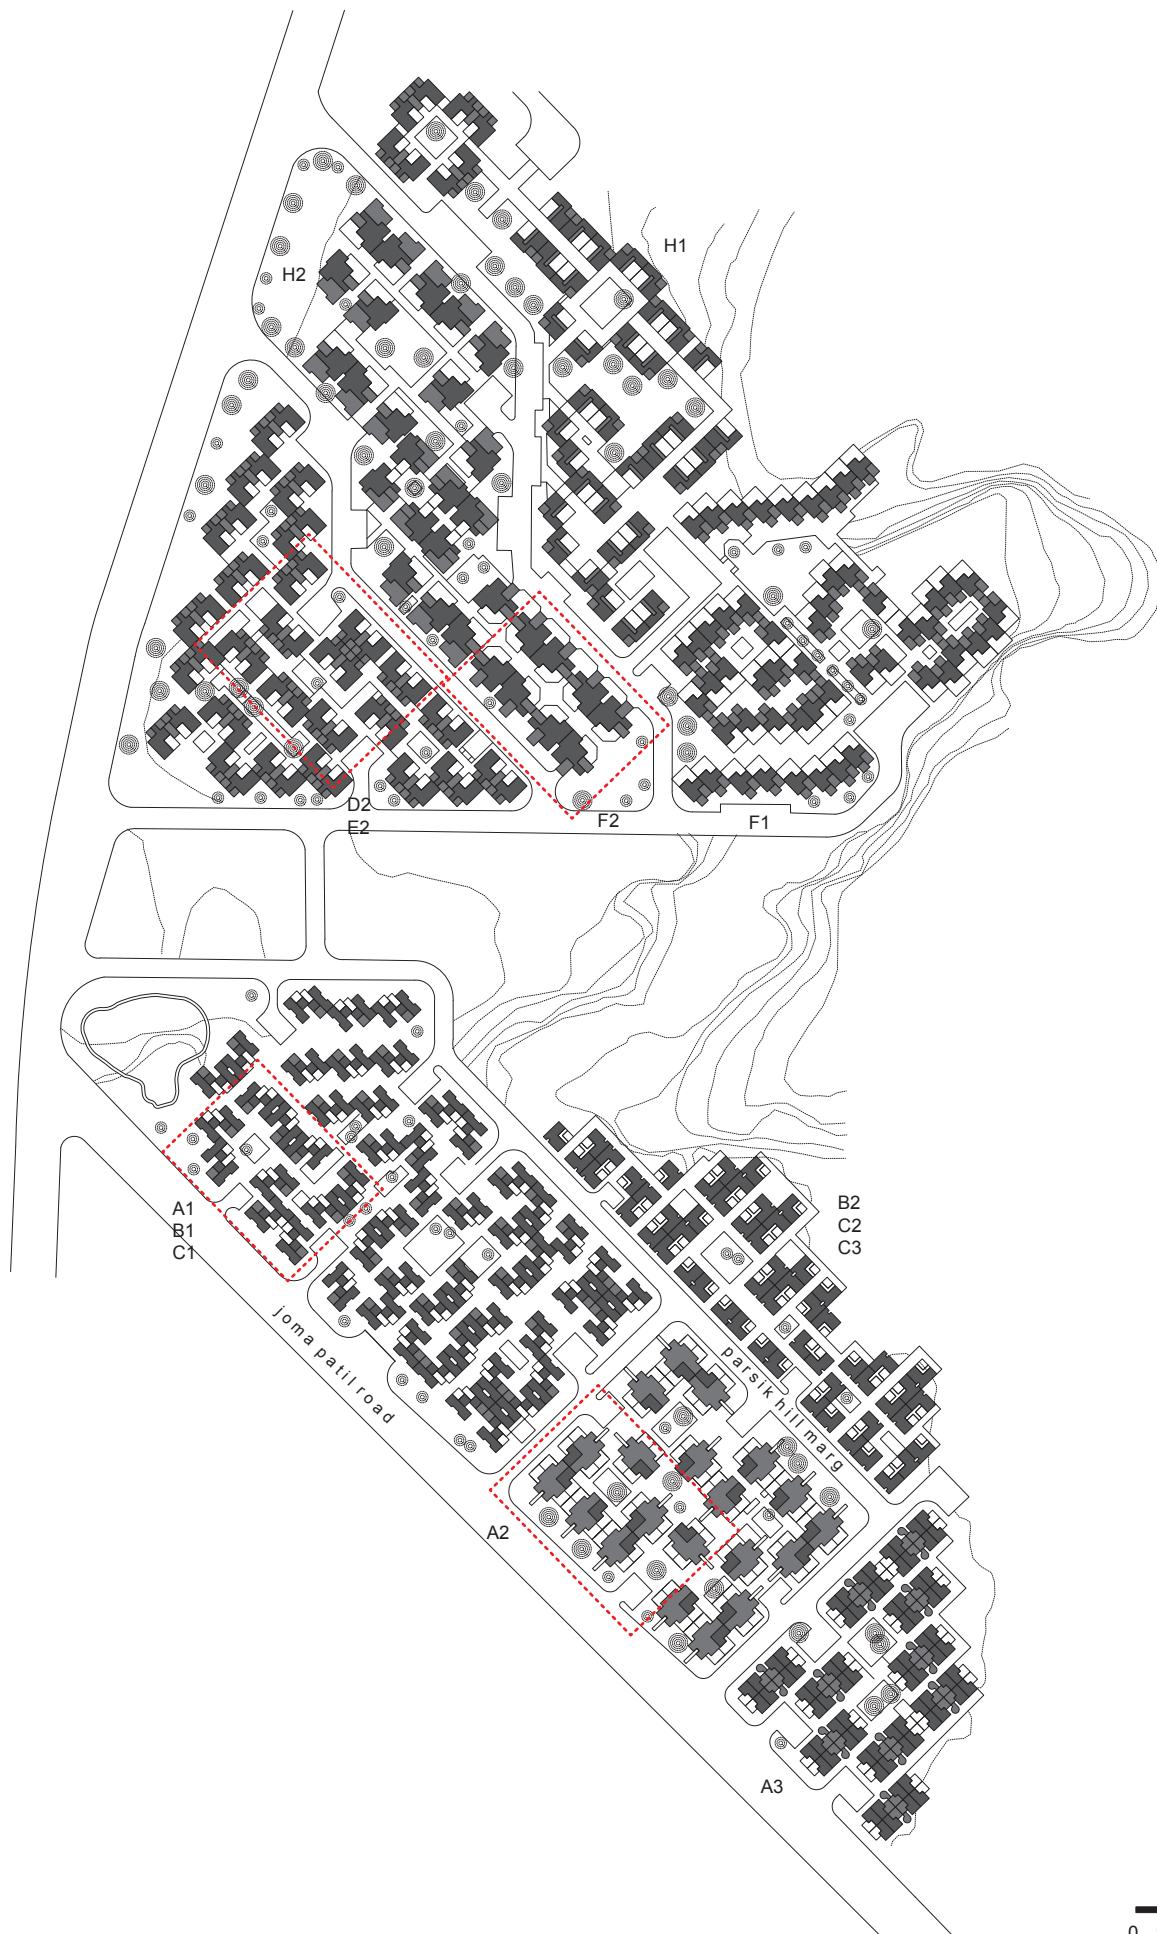 H1
H2
D2
E2
F2
F1
A1
B1
C1
B2
C2
C3
joma patil road
parsik hill marg
A2
A3
0